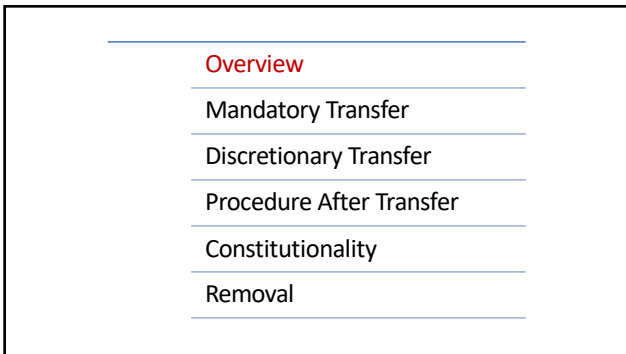 Overview
Mandatory Transfer
Discretionary Transfer
Procedure After Transfer
Constitutionality
Removal